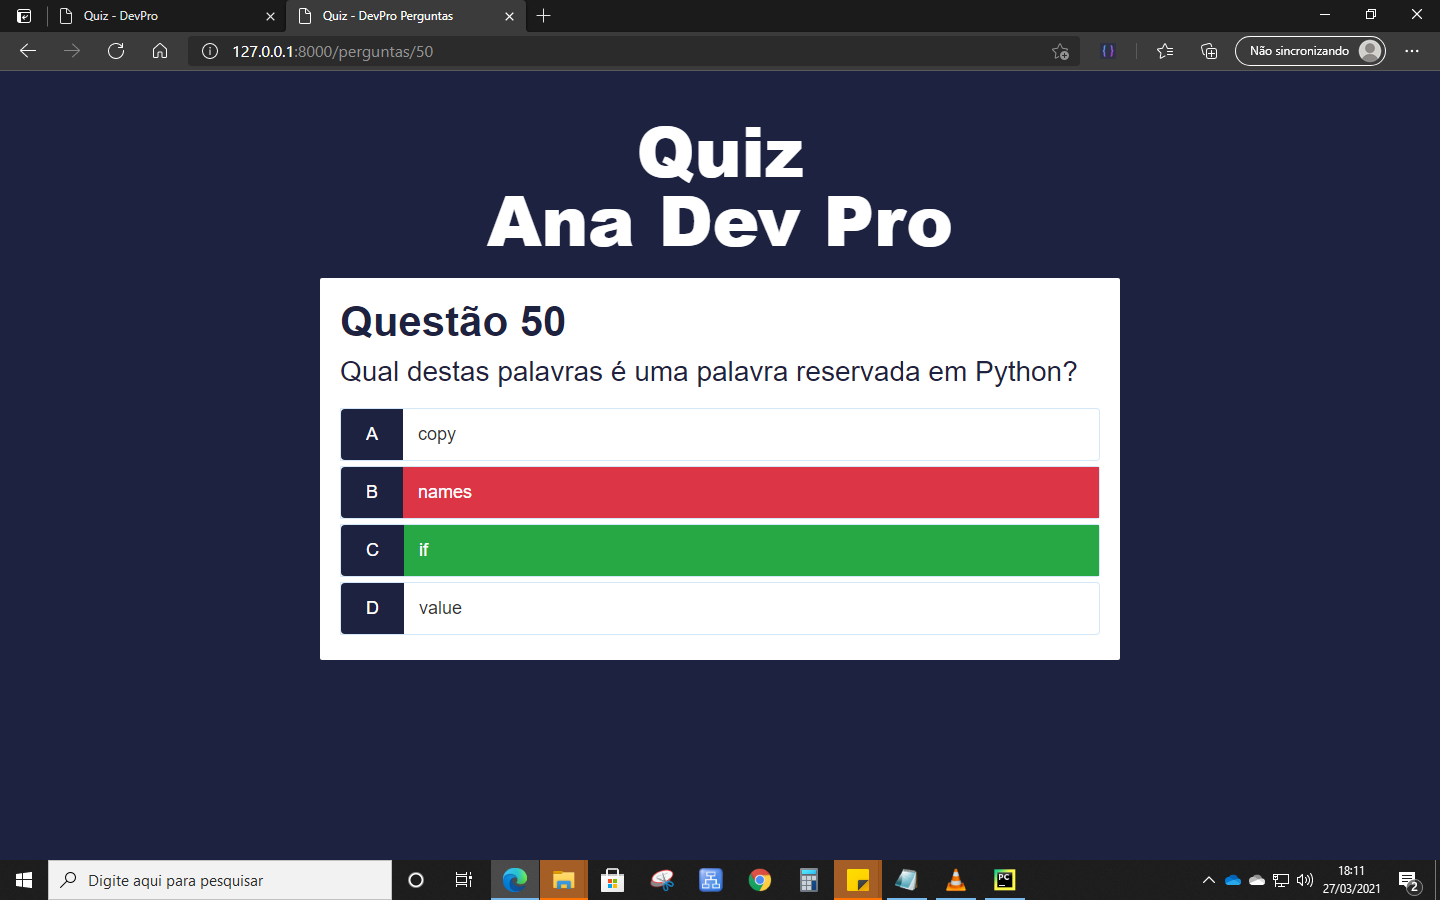 Quiz - DevPro
Quiz - DevPro Perguntas
127.0.0.1:8000/perguntas/50
Não sincronizando
Quiz
Ana Dev Pro
Questão 50
Qual destas palavras é uma palavra reservada em Python?
A copy
B names
C if
D value
Digite aqui para pesquisar
PC
18:11
27/03/2021
2